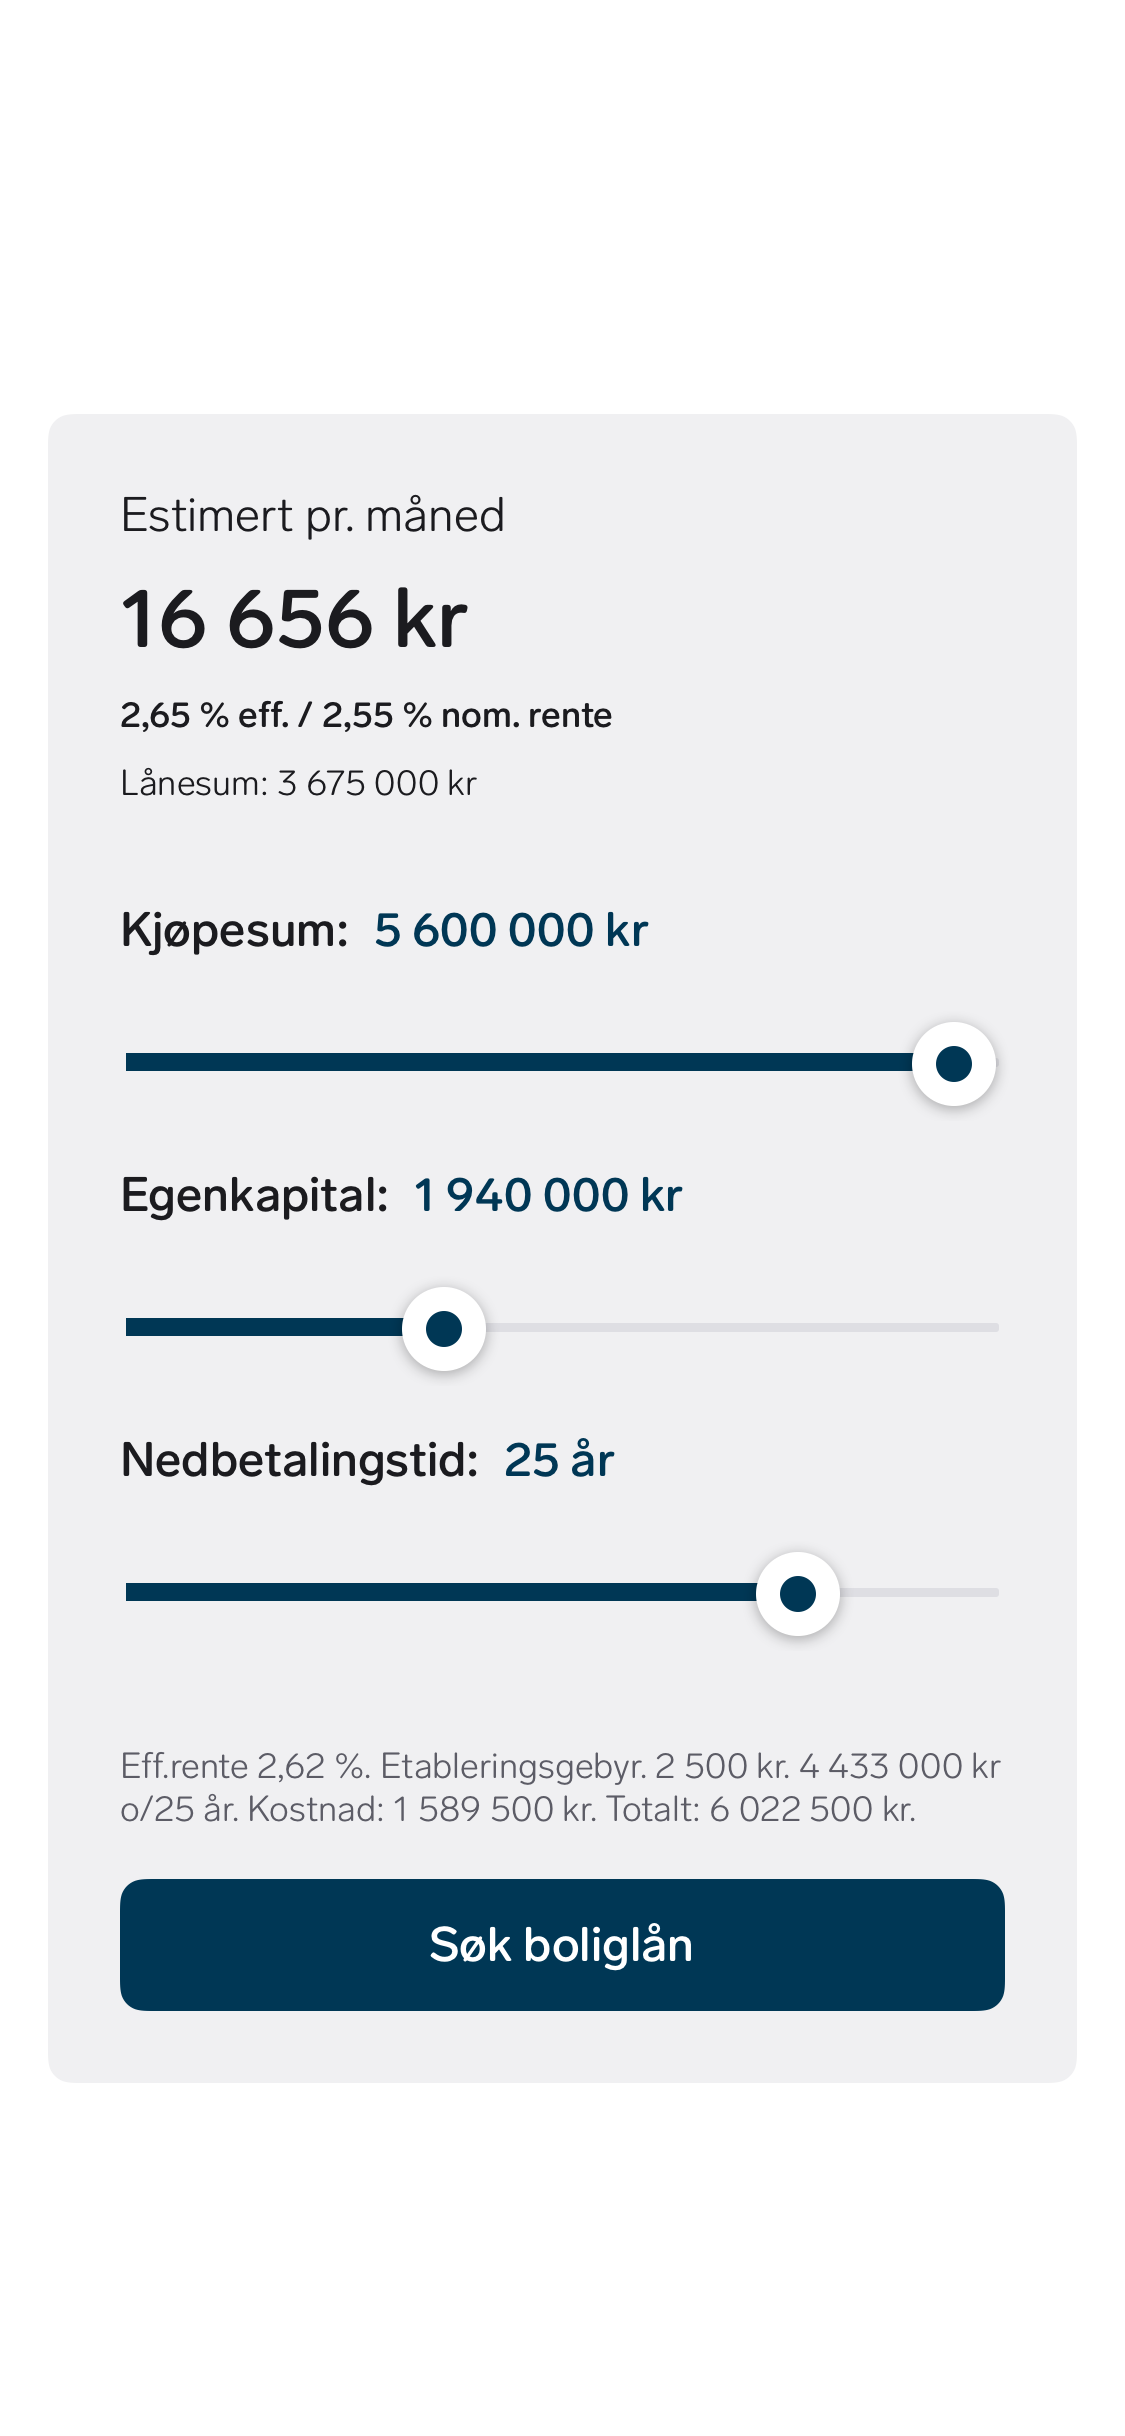 Estimert pr. måned
16 656 kr
2,65 % eff. / 2,55 % nom. rente
Lånesum: 3 675 000 kr
Kjøpesum: 5 600 000 kr
Egenkapital: 1 940 000 kr
Nedbetalingstid: 25 år
Eff.rente 2,62 %. Etableringsgebyr. 2 500 kr. 4 433 000 kr
o/25 år. Kostnad: 1 589 500 kr. Totalt: 6 022 500 kr.
Søk boliglån